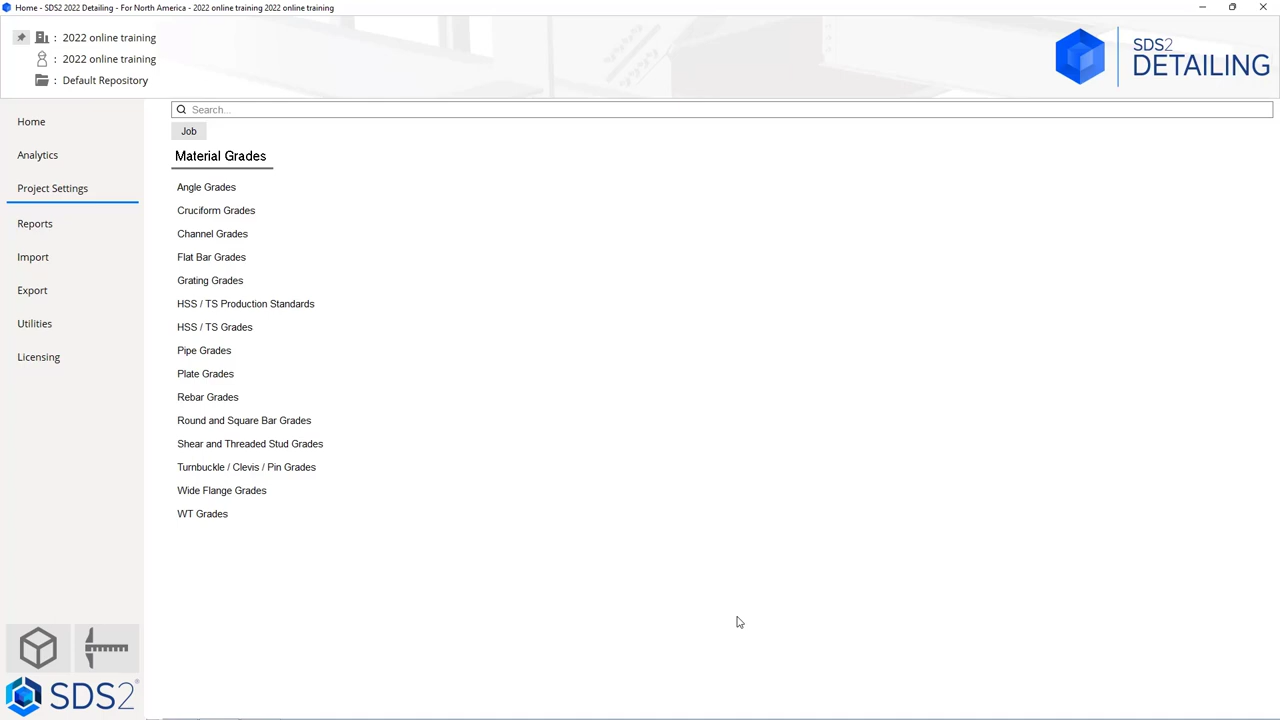 Home - SDS2 2022 Detailing - For North America - 2022 online training 2022 online training
: 2022 online training
: 2022 online training
: Default Repository
SDS2
DETAILING
Search...
Job
Home
Analytics
Project Settings
Reports
Import
Export
Utilities
Licensing
Material Grades
Angle Grades
Cruciform Grades
Channel Grades
Flat Bar Grades
Grating Grades
HSS / TS Production Standards
HSS / TS Grades
Pipe Grades
Plate Grades
Rebar Grades
Round and Square Bar Grades
Shear and Threaded Stud Grades
Turnbuckle / Clevis / Pin Grades
Wide Flange Grades
WT Grades
SDS2®